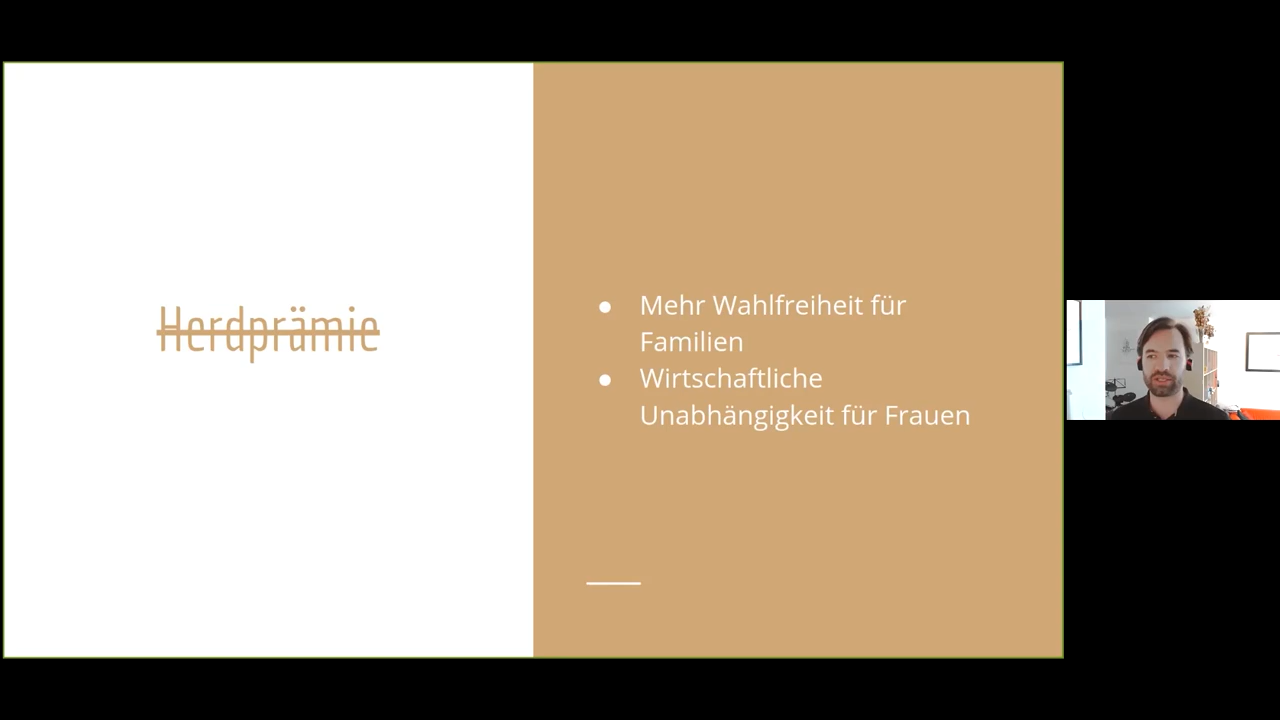 Herdprämie
Mehr Wahlfreiheit für
Familien
Wirtschaftliche
Unabhängigkeit für Frauen